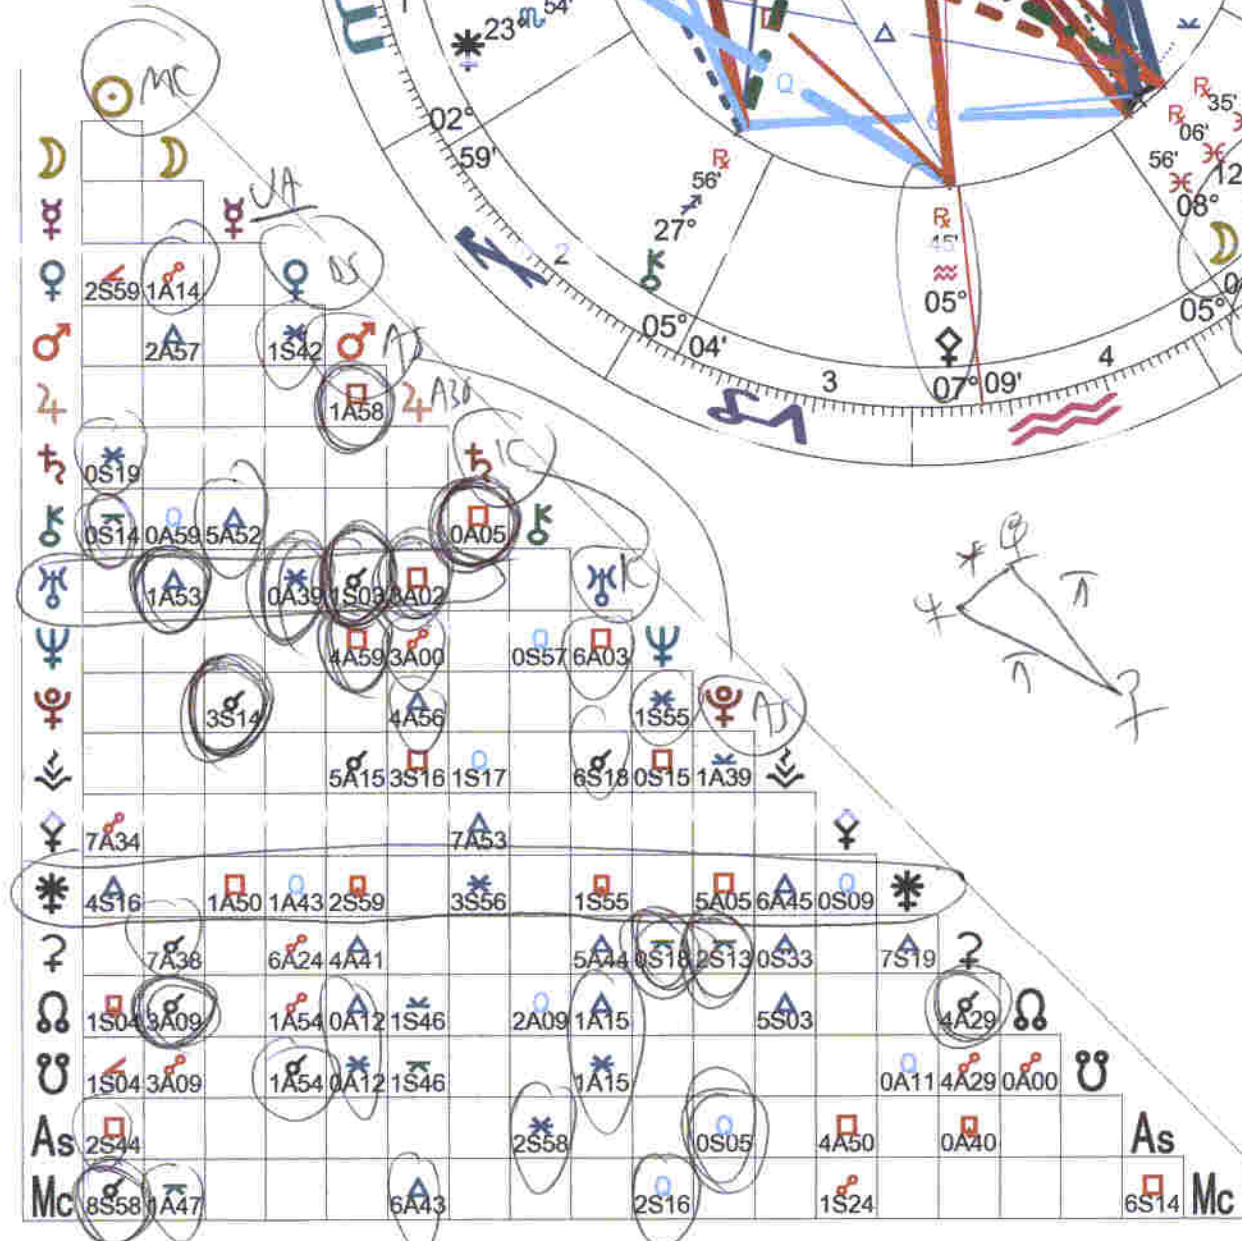 23° ♏ 54'
02°
59'
℞
56' ♐
27°
⚷
2
05°
04'
3
℞
45'
♒
05°
⚴
07° 09'
4
℞ 35'
℞ 06' ♓
56' ♓ 12
08°
☽
05°
☉ MC
☽ ☽
☿ ☿
♀ 2S59 1A14 ♀
♂ 2A57 1S42 ♂
♃ 1A58 ♃
♄ 0S19 ♄ IC
⚷ 0S14 0A59 5A52 0A05 ⚷
♅ 1A53 0A39 1S03 3A02 ♅ IC
♆ 4A59 3A00 0S57 6A03 ♆
♇ 3S14 4A56 1S55 ♇
5A15 3S16 1S17 6S18 0S15 1A39
7A34 7A53
4S16 1A50 1A43 2S59 3S56 1S55 5A05 6A45 0S09
⚳ 7A38 6A24 4A41 5A44 0S18 2S13 0S33 7S19 ⚳
☊ 1S04 3A09 1A54 0A12 1S46 2A09 1A15 5S03 4A29 ☊
☋ 1S04 3A09 1A54 0A12 1S46 1A15 0A11 4A29 0A00 ☋
As 2S44 2S58 0S05 4A50 0A40 As
Mc 8S58 1A47 6A43 2S16 1S24 6S14 Mc